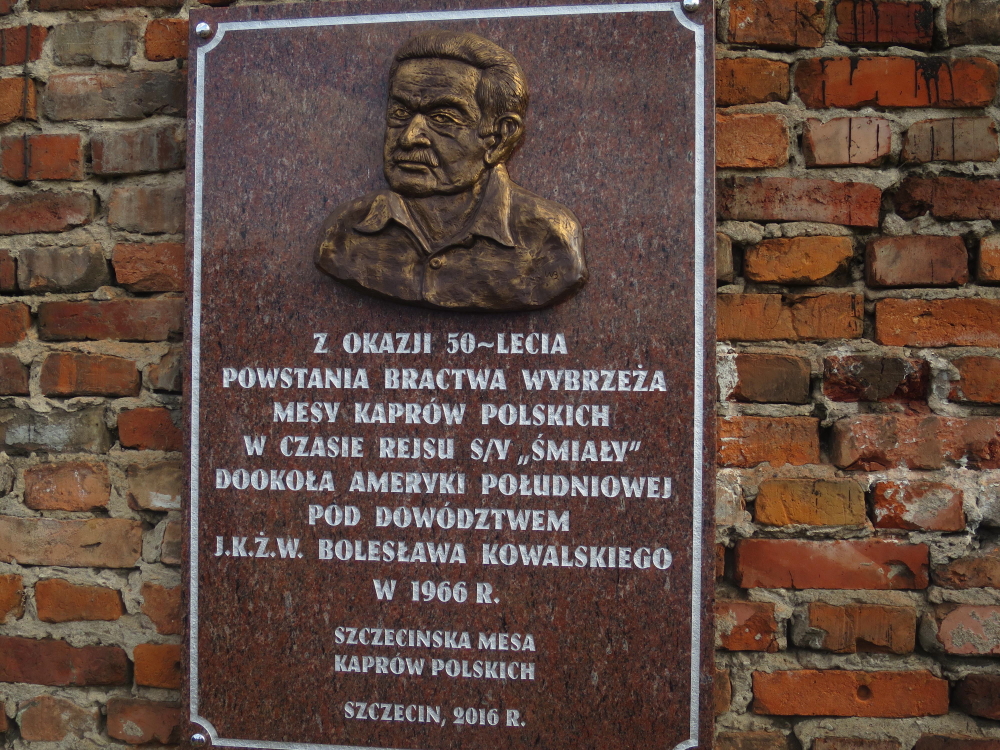 Z OKAZJI 50~LECIA
POWSTANIA BRACTWA WYBRZEŻA
MESY KAPRÓW POLSKICH
W CZASIE REJSU S/Y „ŚMIAŁY”
DOOKOŁA AMERYKI POŁUDNIOWEJ
POD DOWÓDZTWEM
J.K.Ż.W. BOLESŁAWA KOWALSKIEGO
W 1966 R.
SZCZECIŃSKA MESA
KAPRÓW POLSKICH
SZCZECIN, 2016 R.